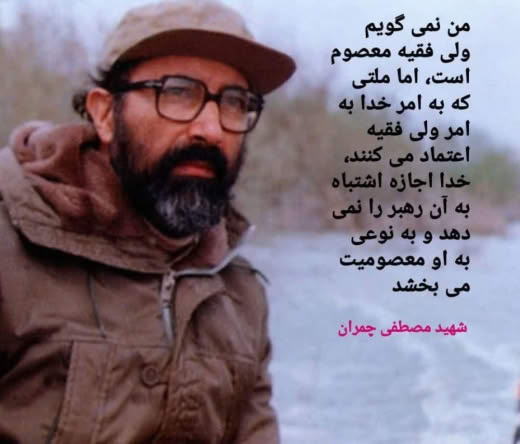 من نمی گویم
ولی فقیه معصوم
است، اما ملتی
که به امر خدا به
امر ولی فقیه
اعتماد می کنند،
خدا اجازه اشتباه
به آن رهبر را نمی
دهد و به نوعی
به او معصومیت
می بخشد
شهید مصطفی چمران